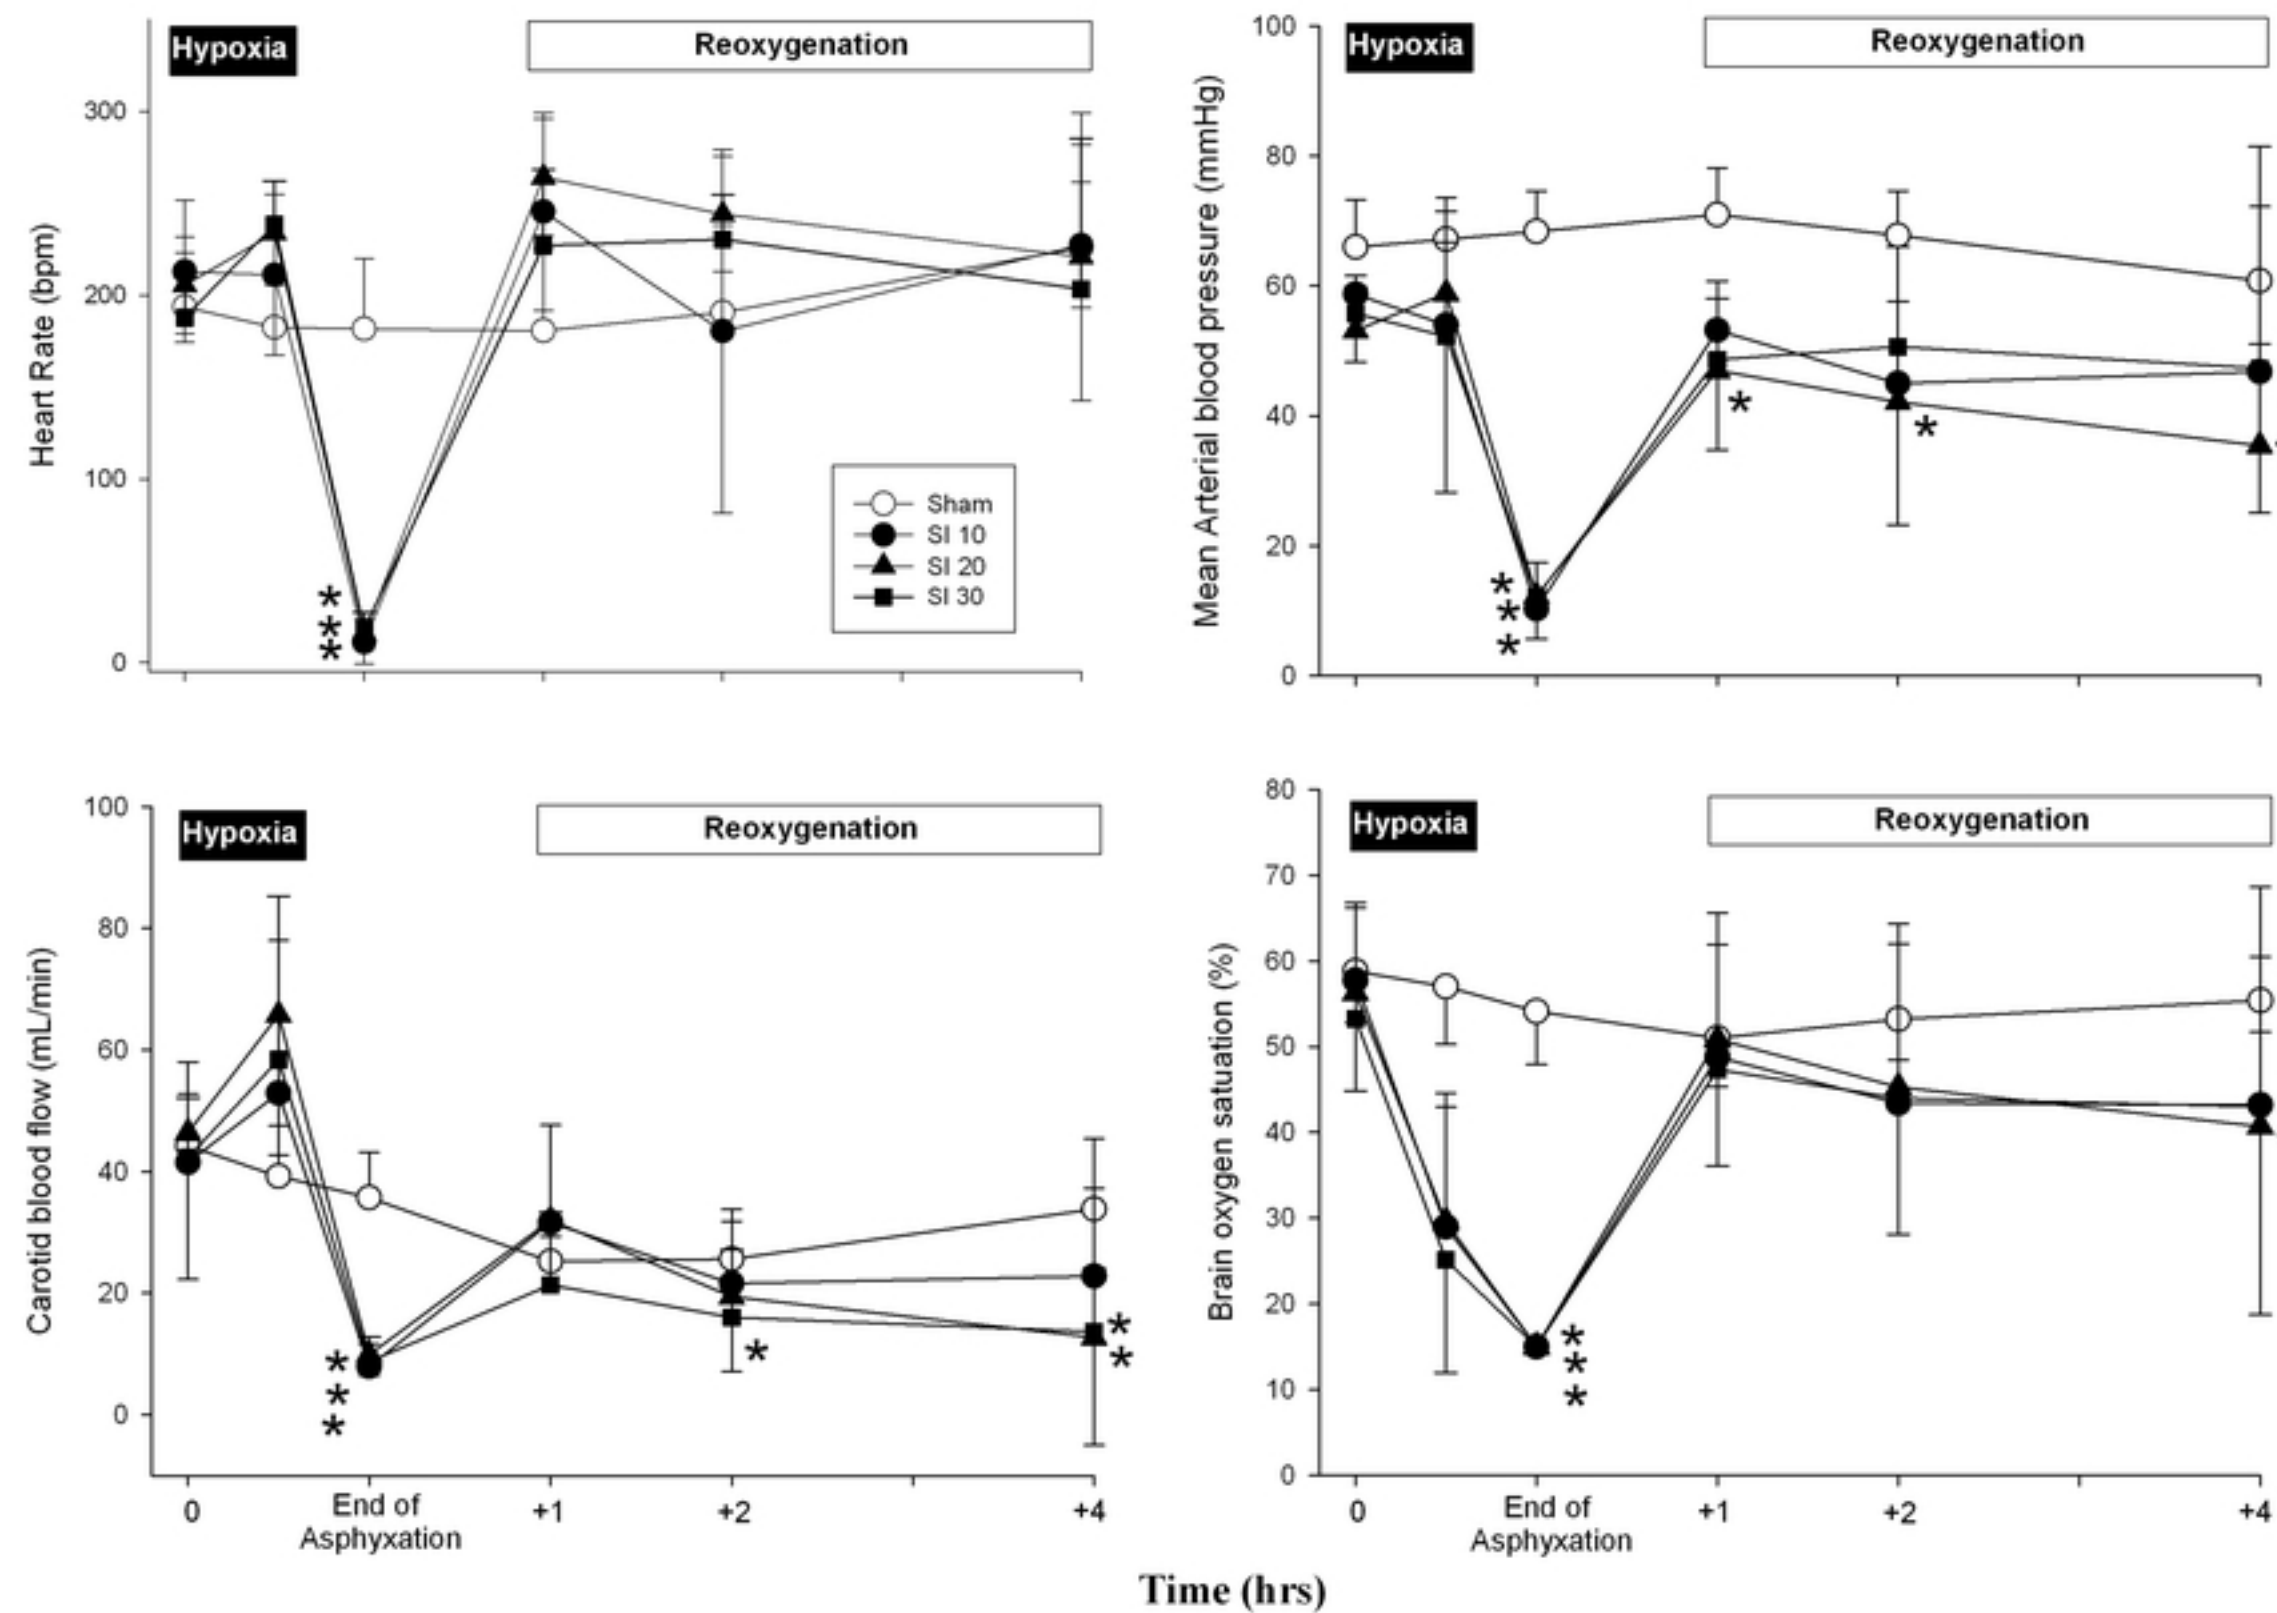 Hypoxia
Reoxygenation
300
200
100
0
Heart Rate (bpm)
Sham
SI 10
SI 20
SI 30
*
*
*
Hypoxia
Reoxygenation
100
80
60
40
20
0
Mean Arterial blood pressure (mmHg)
*
*
*
*
*
Hypoxia
Reoxygenation
100
80
60
40
20
0
Carotid blood flow (mL/min)
*
*
*
*
*
*
0
End of
Asphyxation
+1
+2
+4
Hypoxia
Reoxygenation
80
70
60
50
40
30
20
10
0
Brain oxygen satuation (%)
*
*
*
0
End of
Asphyxation
+1
+2
+4
Time (hrs)